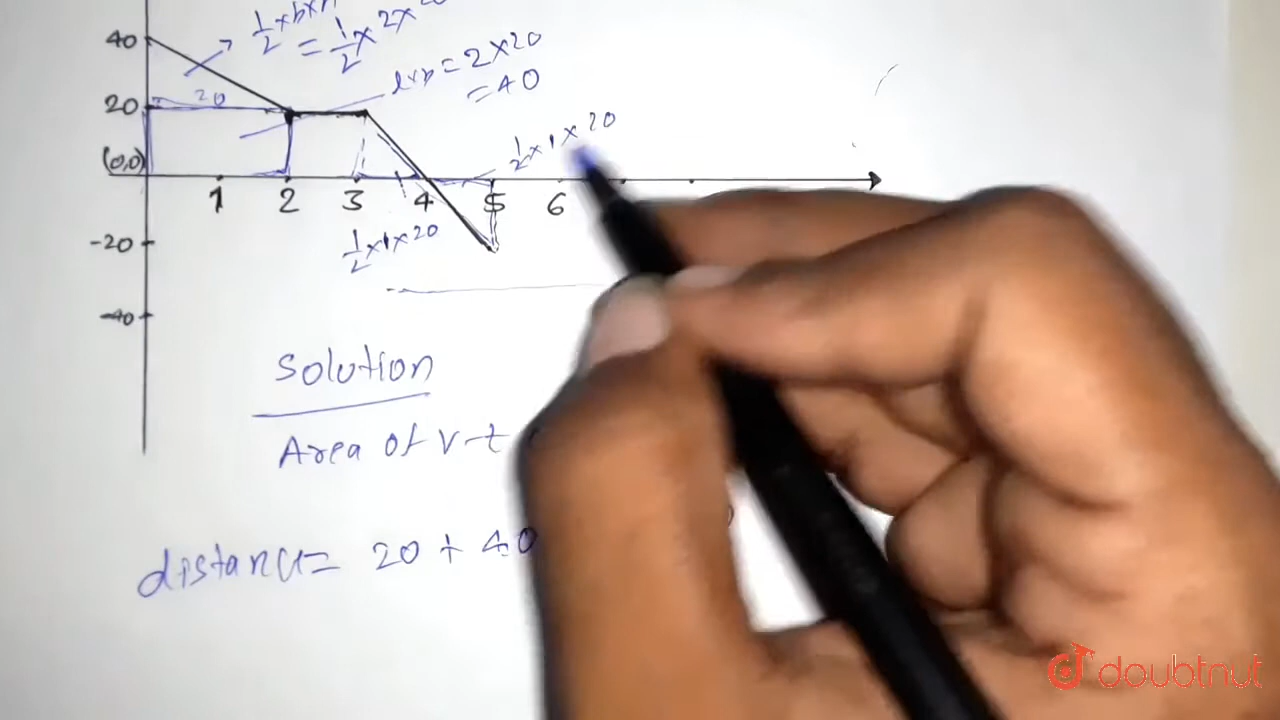 1/2 × b × h
= 1/2 × 2 × 20
40
l×b = 2×20
= 40
20
20
1/2 × 1 × 20
(0,0)
1 2 3 4 5 6
-20
1/2 × 1 × 20
-40
Solution
Area of v-t
distance = 20 + 40
doubtnut